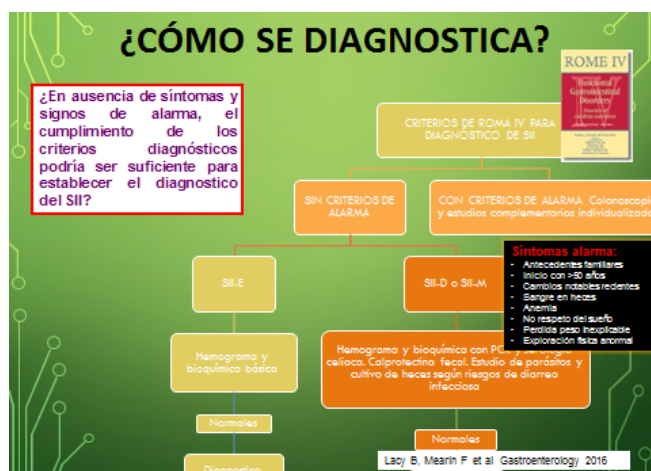 ¿CÓMO SE DIAGNOSTICA?
ROME IV
Functional
Gastrointestinal
Disorders
¿En ausencia de síntomas y
signos de alarma, el
cumplimiento de los
criterios diagnósticos
podría ser suficiente para
establecer el diagnostico
del SII?
CRITERIOS DE ROMA IV PARA
DIAGNÓSTICO DE SII
SIN CRITERIOS DE
ALARMA
CON CRITERIOS DE ALARMA Colonoscopi
y estudios complementarios individualizado
Síntomas alarma:
- Antecedentes familiares
- Inicio con >50 años
- Cambios notables recientes
- Sangre en heces
- Anemia
- No respeto del sueño
- Perdida peso inexplicable
- Exploración física anormal
SII-E
SII-D o SII-M
Hemograma y
bioquímica básica
Hemograma y bioquímica con PC
celiaca. Calprotectina fecal. Estudio de parásitos y
cultivo de heces según riesgos de diarrea
infecciosa
Normales
Normales
Lacy B, Mearin F et al Gastroenterology 2016
Diagnostico